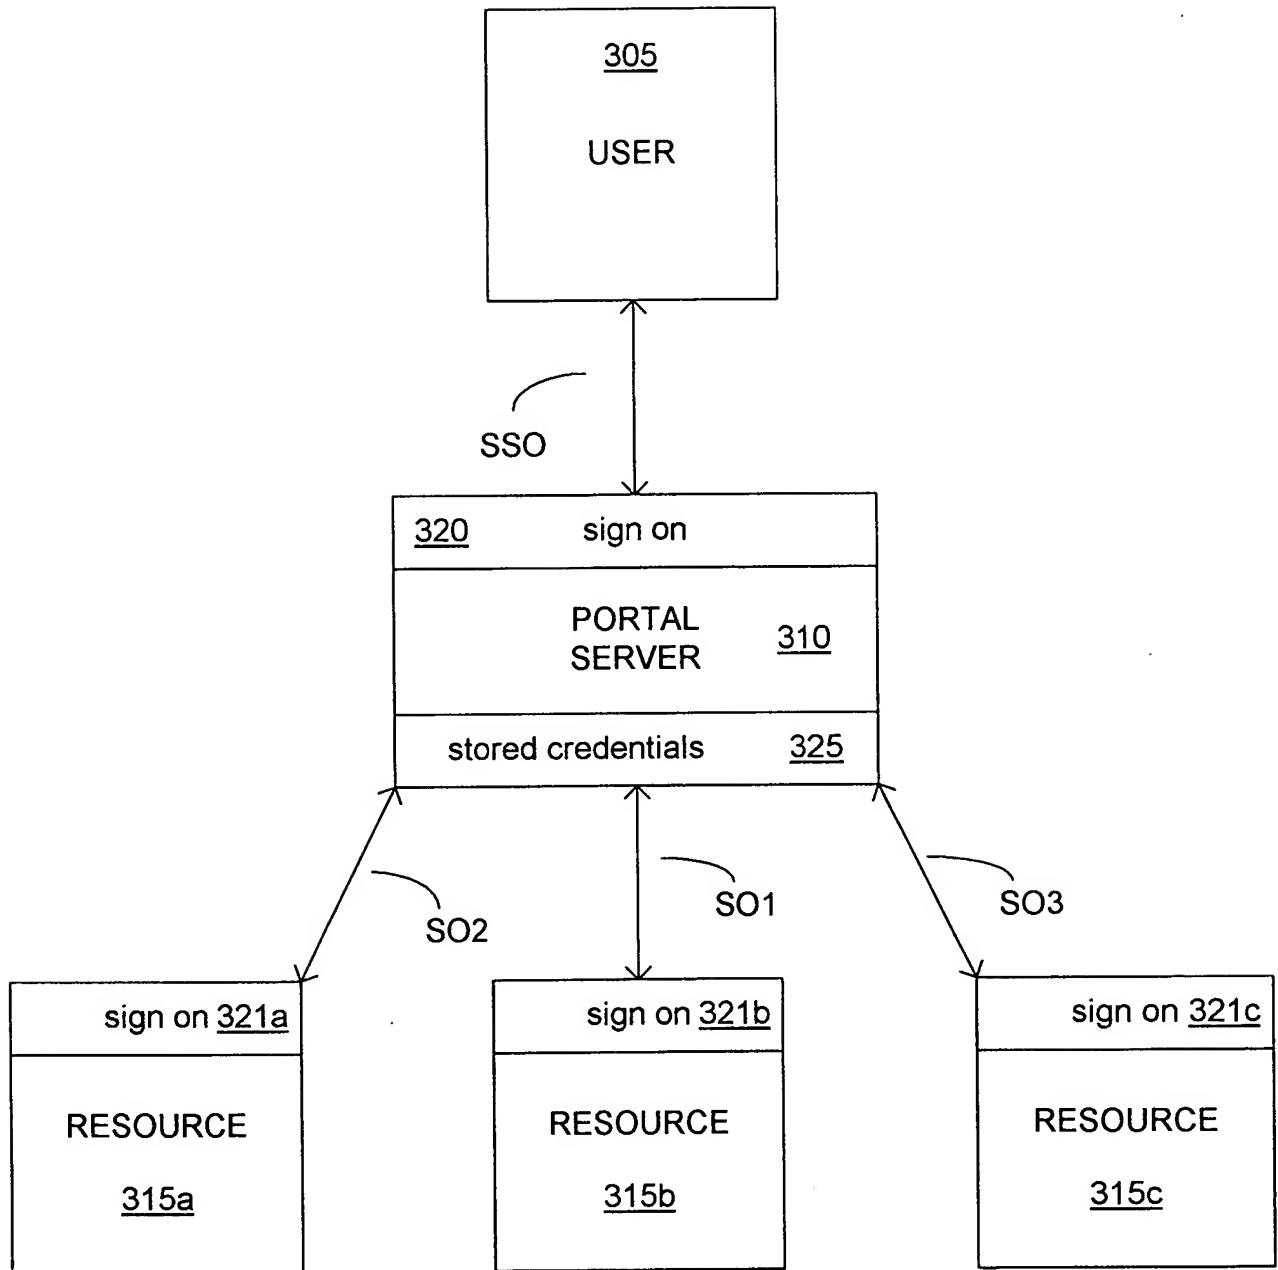 305
USER
SSO
320 sign on
PORTAL
SERVER 310
stored credentials 325
SO2 SO1 SO3
sign on 321a
RESOURCE
315a
sign on 321b
RESOURCE
315b
sign on 321c
RESOURCE
315c